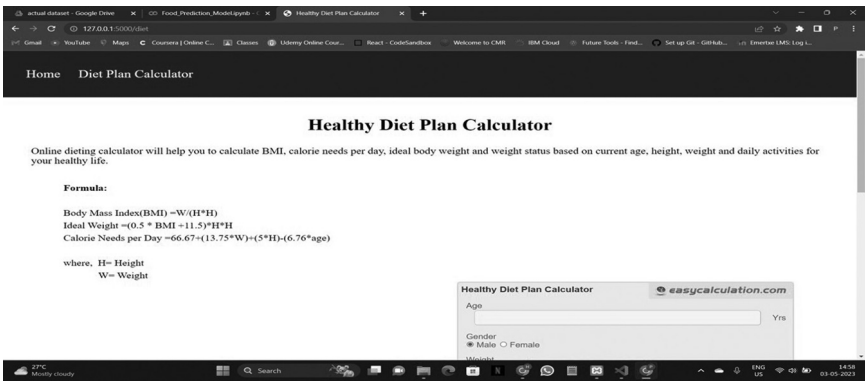 actual dataset - Google Drive
Food_Prediction_Model.ipynb - C
Healthy Diet Plan Calculator
127.0.0.1:5000/diet
Gmail
YouTube
Maps
Coursera | Online C...
Classes
Udemy Online Cour...
React - CodeSandbox
Welcome to CMR
IBM Cloud
Future Tools - Find...
Set up Git - GitHub...
Emertxe LMS: Log i...
Home Diet Plan Calculator
Healthy Diet Plan Calculator
Online dieting calculator will help you to calculate BMI, calorie needs per day, ideal body weight and weight status based on current age, height, weight and daily activities for
your healthy life.
Formula:
Body Mass Index(BMI) =W/(H*H)
Ideal Weight =(0.5 * BMI +11.5)*H*H
Calorie Needs per Day =66.67+(13.75*W)+(5*H)-(6.76*age)
where, H= Height
W= Weight
Healthy Diet Plan Calculator
easycalculation.com
Age
Yrs
Gender
Male Female
Weight
27°C
Mostly cloudy
Search
ENG
US
14:58
03-05-2023